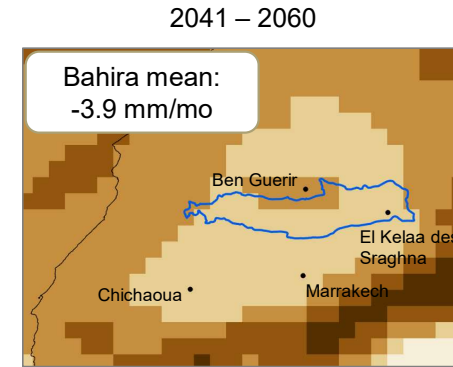 2041 – 2060
Bahira mean:
-3.9 mm/mo
Ben Guerir
El Kelaa des
Sraghna
Chichaoua
Marrakech